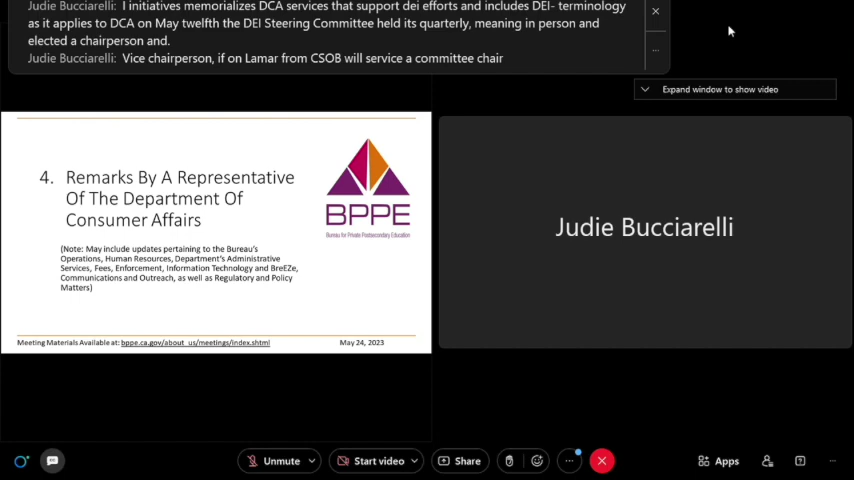 Judie Bucciarelli: I initiatives memorializes DCA services that support dei efforts and includes DEI- terminology
as it applies to DCA on May twelfth the DEI Steering Committee held its quarterly, meaning in person and
elected a chairperson and.
Judie Bucciarelli: Vice chairperson, if on Lamar from CSOB will service a committee chair
Expand window to show video
4. Remarks By A Representative
Of The Department Of
Consumer Affairs
BPPE
Bureau for Private Postsecondary Education
(Note: May include updates pertaining to the Bureau's
Operations, Human Resources, Department's Administrative
Services, Fees, Enforcement, Information Technology and BreEZe,
Communications and Outreach, as well as Regulatory and Policy
Matters)
Meeting Materials Available at: bppe.ca.gov/about_us/meetings/index.shtml May 24, 2023
Judie Bucciarelli
Unmute Start video Share Apps